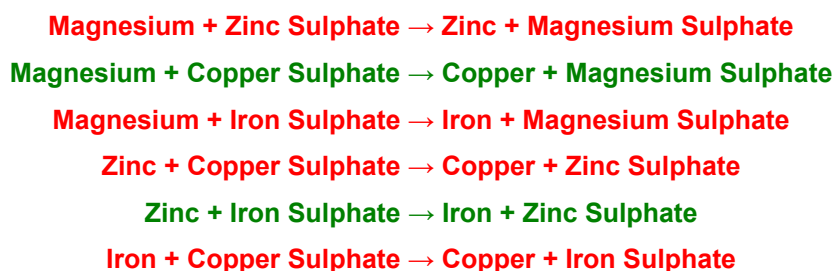 Magnesium + Zinc Sulphate → Zinc + Magnesium Sulphate
Magnesium + Copper Sulphate → Copper + Magnesium Sulphate
Magnesium + Iron Sulphate → Iron + Magnesium Sulphate
Zinc + Copper Sulphate → Copper + Zinc Sulphate
Zinc + Iron Sulphate → Iron + Zinc Sulphate
Iron + Copper Sulphate → Copper + Iron Sulphate